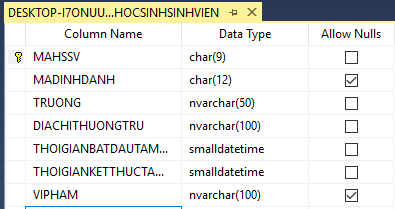 DESKTOP-I7ONUU...HOCSINHSINHVIEN
Column Name Data Type Allow Nulls
MAHSSV char(9)
MADINHDANH char(12)
TRUONG nvarchar(50)
DIACHITHUONGTRU nvarchar(100)
THOIGIANBATDAUTAM... smalldatetime
THOIGIANKETTHUCTA... smalldatetime
VIPHAM nvarchar(100)